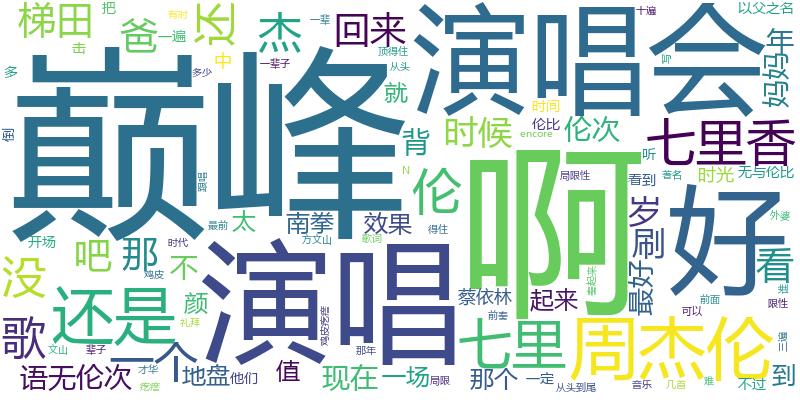 梯田
爸
还
杰
回来
演唱会
以父之名
把
一遍
有时
击
中
多少
多
一辈
一辈子
顶得住
从头
就
十遍
写
妈妈
年
巅峰
背
时候
时间
伦比
encore
伦次
七里香
倒
跟唱
太
伦
啊
听
著名
时光
无与伦比
局限性
看到
岁
刷
好
外婆
N
最前
南拳
效果
得住
方文山
歌词
开场
吧
那
时代
鸡皮
不
没
演唱
蔡依林
起来
最好
看
前奏
可以
前面
限性
还是
颜
礼拜
鸡皮疙瘩
七里
周杰伦
三遍
歌
文山
辈子
一个
那年
才华
语无伦次
疙瘩
地盘
他们
值
现在
一场
局限
那个
一定
从头到尾
音乐
几首
难
不过
到